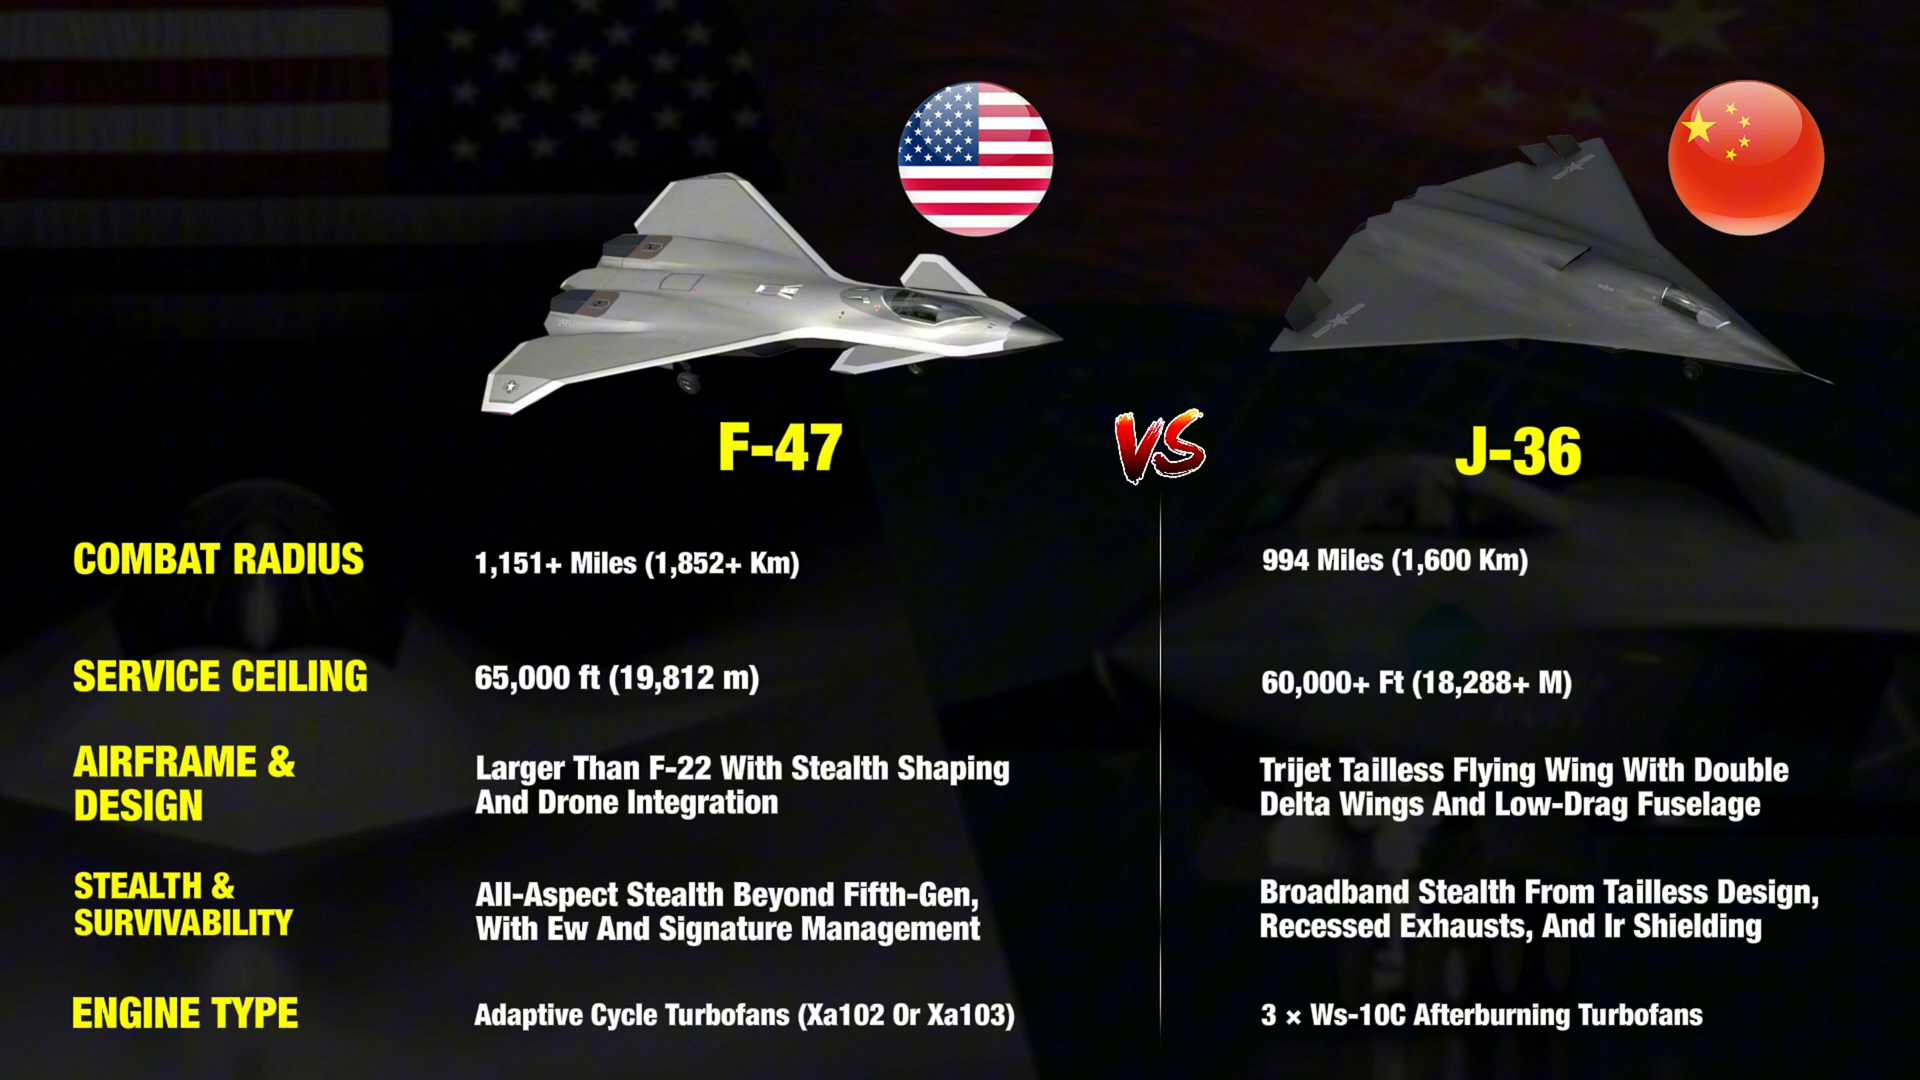 F-47
VS
J-36
COMBAT RADIUS
1,151+ Miles (1,852+ Km)
994 Miles (1,600 Km)
SERVICE CEILING
65,000 ft (19,812 m)
60,000+ Ft (18,288+ M)
AIRFRAME &
DESIGN
Larger Than F-22 With Stealth Shaping
And Drone Integration
Trijet Tailless Flying Wing With Double
Delta Wings And Low-Drag Fuselage
STEALTH &
SURVIVABILITY
All-Aspect Stealth Beyond Fifth-Gen,
With Ew And Signature Management
Broadband Stealth From Tailless Design,
Recessed Exhausts, And Ir Shielding
ENGINE TYPE
Adaptive Cycle Turbofans (Xa102 Or Xa103)
3 × Ws-10C Afterburning Turbofans